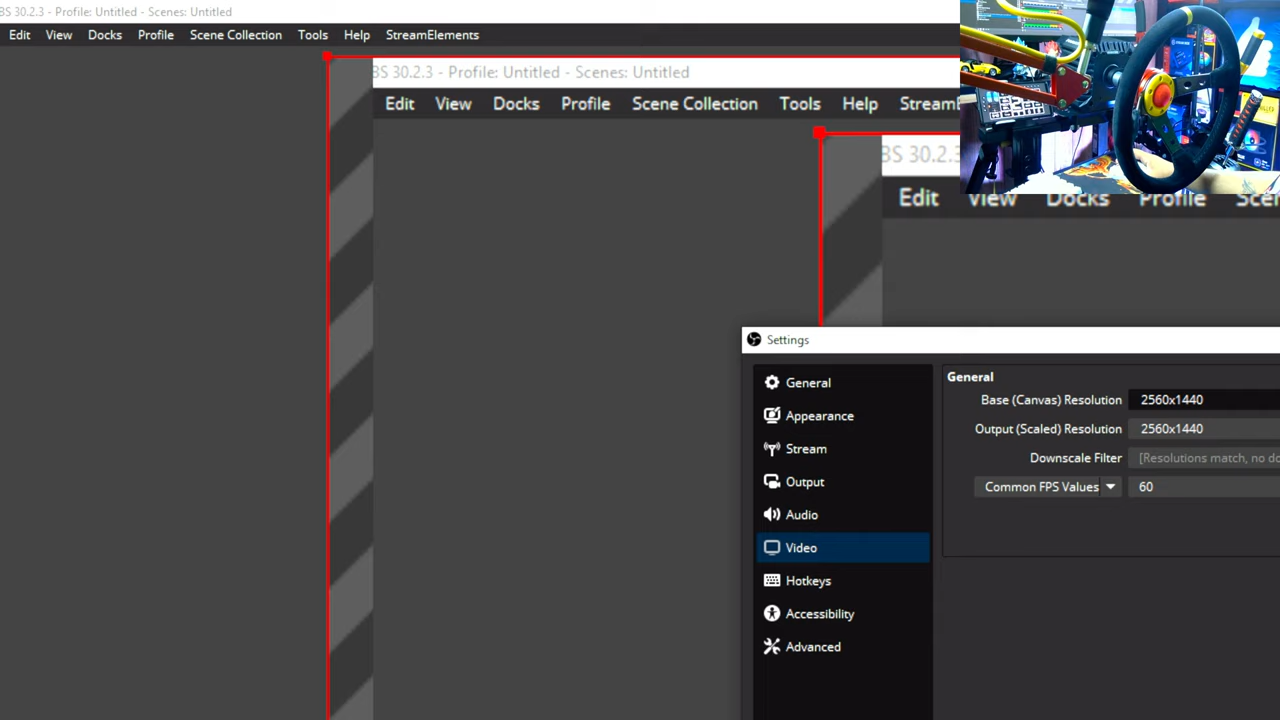 BS 30.2.3 - Profile: Untitled - Scenes: Untitled
Edit View Docks Profile Scene Collection Tools Help StreamElements
BS 30.2.3 - Profile: Untitled - Scenes: Untitled
Edit View Docks Profile Scene Collection Tools Help StreamE
BS 30.2.3
Edit View Docks Profile Scen
Settings
General
Appearance
Stream
Output
Audio
Video
Hotkeys
Accessibility
Advanced
General
Base (Canvas) Resolution 2560x1440
Output (Scaled) Resolution 2560x1440
Downscale Filter [Resolutions match, no do
Common FPS Values 60